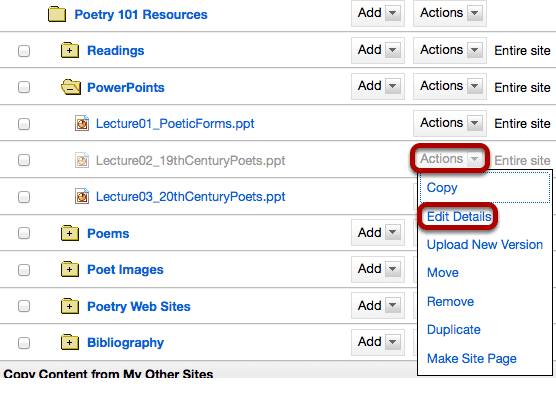 Poetry 101 Resources Add Actions
Readings Add Actions Entire site
PowerPoints Add Actions Entire site
Lecture01_PoeticForms.ppt Actions Entire site
Lecture02_19thCenturyPoets.ppt Actions Entire site
Lecture03_20thCenturyPoets.ppt
Copy
Edit Details
Poems Add
Upload New Version
Poet Images Add
Move
Poetry Web Sites Add
Remove
Duplicate
Bibliography Add
Make Site Page
Copy Content from My Other Sites